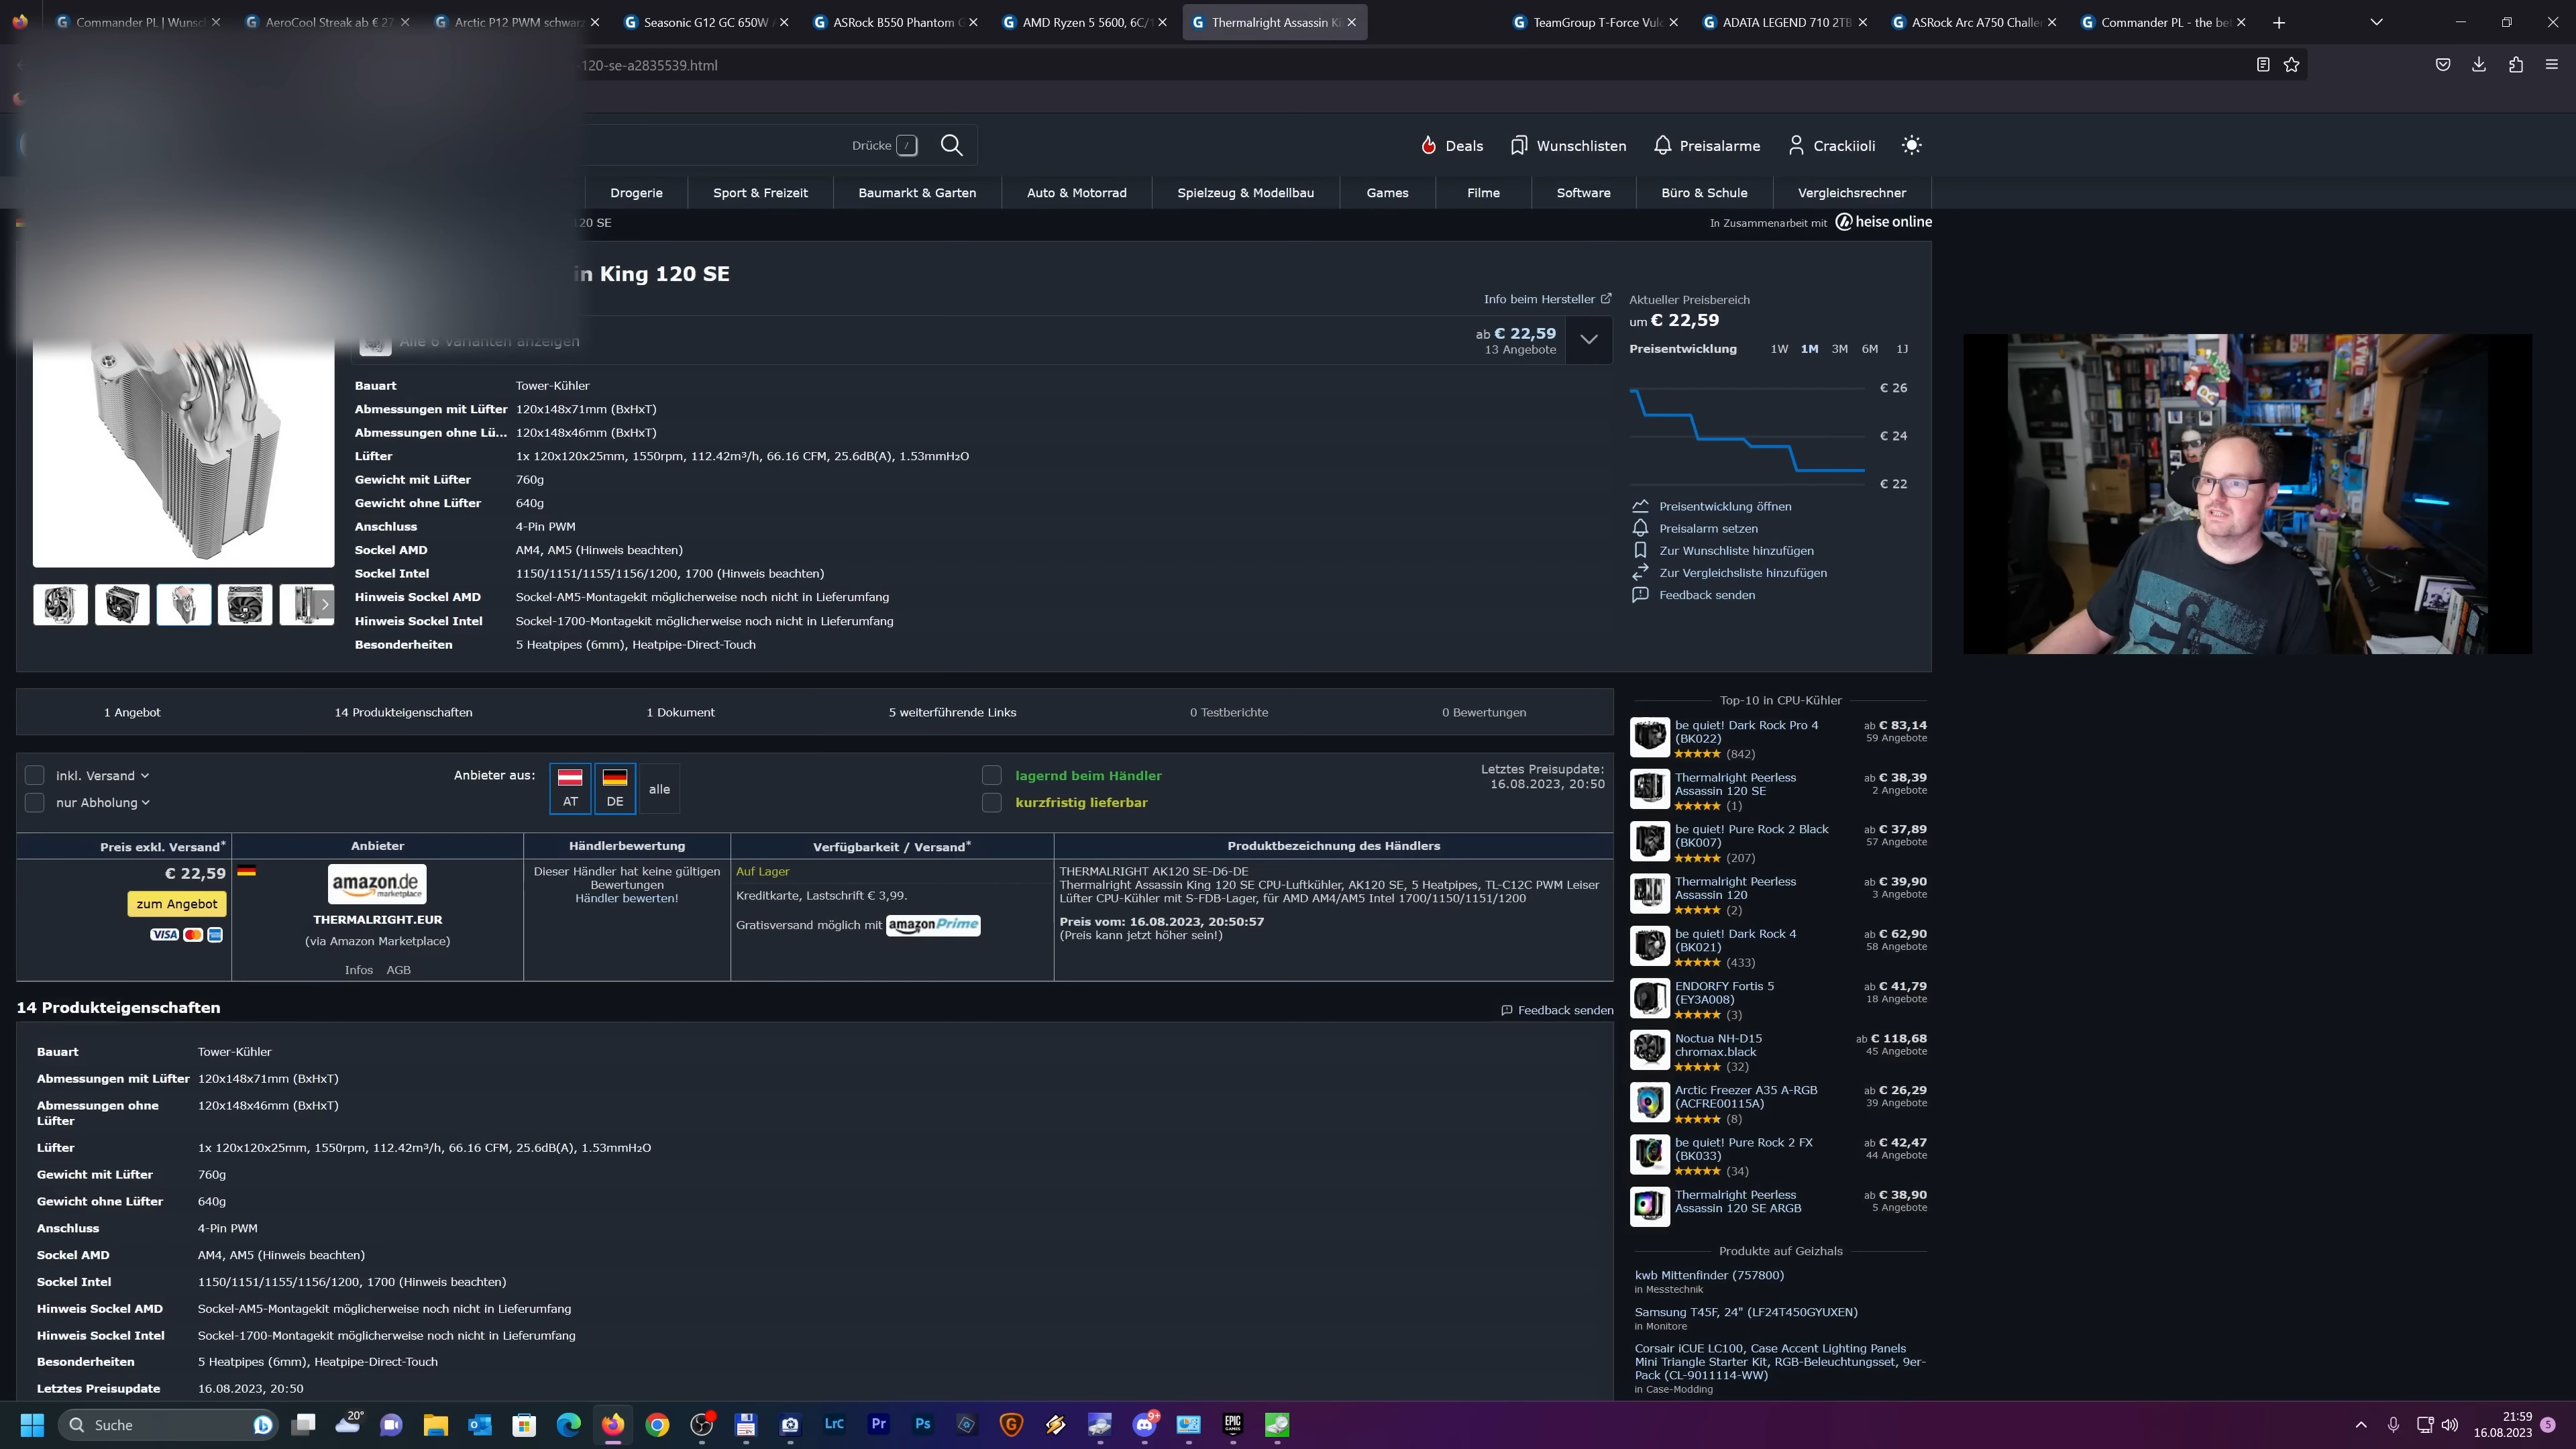 Commander PL | Wunsch
AeroCool Streak ab € 27
Arctic P12 PWM schwarz
Seasonic G12 GC 650W
ASRock B550 Phantom G
AMD Ryzen 5 5600, 6C/1
Thermalright Assassin Ki
TeamGroup T-Force Vulc
ADATA LEGEND 710 2TB
ASRock Arc A750 Challe
Commander PL - the be
-120-se-a2835539.html
Drücke /
Deals
Wunschlisten
Preisalarme
Crackiioli
Drogerie
Sport & Freizeit
Baumarkt & Garten
Auto & Motorrad
Spielzeug & Modellbau
Games
Filme
Software
Büro & Schule
Vergleichsrechner
120 SE
In Zusammenarbeit mit heise online
in King 120 SE
Info beim Hersteller
Alle 6 Varianten anzeigen
ab € 22,59
13 Angebote
Aktueller Preisbereich
um € 22,59
Preisentwicklung 1W 1M 3M 6M 1J
€ 26
€ 24
€ 22
Bauart Tower-Kühler
Abmessungen mit Lüfter 120x148x71mm (BxHxT)
Abmessungen ohne Lü... 120x148x46mm (BxHxT)
Lüfter 1x 120x120x25mm, 1550rpm, 112.42m³/h, 66.16 CFM, 25.6dB(A), 1.53mmH₂O
Gewicht mit Lüfter 760g
Gewicht ohne Lüfter 640g
Anschluss 4-Pin PWM
Sockel AMD AM4, AM5 (Hinweis beachten)
Sockel Intel 1150/1151/1155/1156/1200, 1700 (Hinweis beachten)
Hinweis Sockel AMD Sockel-AM5-Montagekit möglicherweise noch nicht in Lieferumfang
Hinweis Sockel Intel Sockel-1700-Montagekit möglicherweise noch nicht in Lieferumfang
Besonderheiten 5 Heatpipes (6mm), Heatpipe-Direct-Touch
Preisentwicklung öffnen
Preisalarm setzen
Zur Wunschliste hinzufügen
Zur Vergleichsliste hinzufügen
Feedback senden
1 Angebot
14 Produkteigenschaften
1 Dokument
5 weiterführende Links
0 Testberichte
0 Bewertungen
inkl. Versand
nur Abholung
Anbieter aus:
AT
DE
alle
lagernd beim Händler
kurzfristig lieferbar
Letztes Preisupdate:
16.08.2023, 20:50
Preis exkl. Versand*
Anbieter
Händlerbewertung
Verfügbarkeit / Versand*
Produktbezeichnung des Händlers
€ 22,59
zum Angebot
VISA
amazon.de
marketplace
THERMALRIGHT.EUR
(via Amazon Marketplace)
Infos AGB
Dieser Händler hat keine gültigen
Bewertungen
Händler bewerten!
Auf Lager
Kreditkarte, Lastschrift € 3,99.
Gratisversand möglich mit amazonPrime
THERMALRIGHT AK120 SE-D6-DE
Thermalright Assassin King 120 SE CPU-Luftkühler, AK120 SE, 5 Heatpipes, TL-C12C PWM Leiser
Lüfter CPU-Kühler mit S-FDB-Lager, für AMD AM4/AM5 Intel 1700/1150/1151/1200
Preis vom: 16.08.2023, 20:50:57
(Preis kann jetzt höher sein!)
14 Produkteigenschaften
Feedback senden
Bauart Tower-Kühler
Abmessungen mit Lüfter 120x148x71mm (BxHxT)
Abmessungen ohne 120x148x46mm (BxHxT)
Lüfter
Lüfter 1x 120x120x25mm, 1550rpm, 112.42m³/h, 66.16 CFM, 25.6dB(A), 1.53mmH₂O
Gewicht mit Lüfter 760g
Gewicht ohne Lüfter 640g
Anschluss 4-Pin PWM
Sockel AMD AM4, AM5 (Hinweis beachten)
Sockel Intel 1150/1151/1155/1156/1200, 1700 (Hinweis beachten)
Hinweis Sockel AMD Sockel-AM5-Montagekit möglicherweise noch nicht in Lieferumfang
Hinweis Sockel Intel Sockel-1700-Montagekit möglicherweise noch nicht in Lieferumfang
Besonderheiten 5 Heatpipes (6mm), Heatpipe-Direct-Touch
Letztes Preisupdate 16.08.2023, 20:50
Top-10 in CPU-Kühler
be quiet! Dark Rock Pro 4 ab € 83,14
(BK022) 59 Angebote
(842)
Thermalright Peerless ab € 38,39
Assassin 120 SE 2 Angebote
(1)
be quiet! Pure Rock 2 Black ab € 37,89
(BK007) 57 Angebote
(207)
Thermalright Peerless ab € 39,90
Assassin 120 3 Angebote
(2)
be quiet! Dark Rock 4 ab € 62,90
(BK021) 58 Angebote
(433)
ENDORFY Fortis 5 ab € 41,79
(EY3A008) 18 Angebote
(3)
Noctua NH-D15 ab € 118,68
chromax.black 45 Angebote
(32)
Arctic Freezer A35 A-RGB ab € 26,29
(ACFRE00115A) 39 Angebote
(8)
be quiet! Pure Rock 2 FX ab € 42,47
(BK033) 44 Angebote
(34)
Thermalright Peerless ab € 38,90
Assassin 120 SE ARGB 5 Angebote
Produkte auf Geizhals
kwb Mittenfinder (757800)
in Messtechnik
Samsung T45F, 24" (LF24T450GYUXEN)
in Monitore
Corsair iCUE LC100, Case Accent Lighting Panels
Mini Triangle Starter Kit, RGB-Beleuchtungsset, 9er-
Pack (CL-9011114-WW)
in Case-Modding
Suche
20°
LrC
Pr
Ps
9+
EPIC
GAMES
21:59
16.08.2023
5